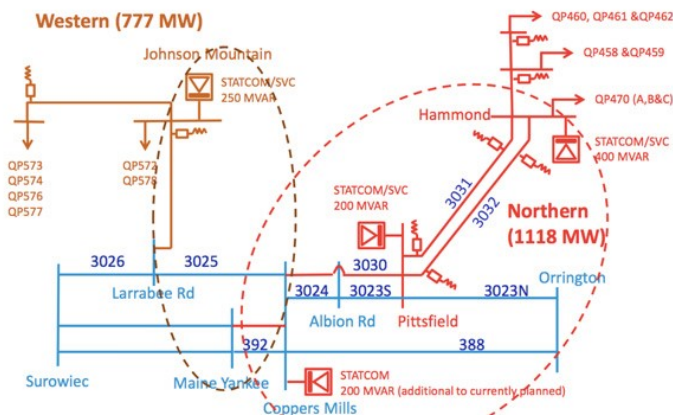 Western (777 MW)
Johnson Mountain
STATCOM/SVC
250 MVAR
QP573
QP574
QP576
QP577
QP572
QP578
QP460, QP461 &QP462
QP458 &QP459
QP470 (A,B&C)
Hammond
STATCOM/SVC
400 MVAR
STATCOM/SVC
200 MVAR
3031
3032
Northern
(1118 MW)
3026
3025
3030
Orrington
Larrabee Rd
3024
3023S
3023N
Albion Rd
Pittsfield
392
388
Surowiec
Maine Yankee
STATCOM
200 MVAR (additional to currently planned)
Coppers Mills